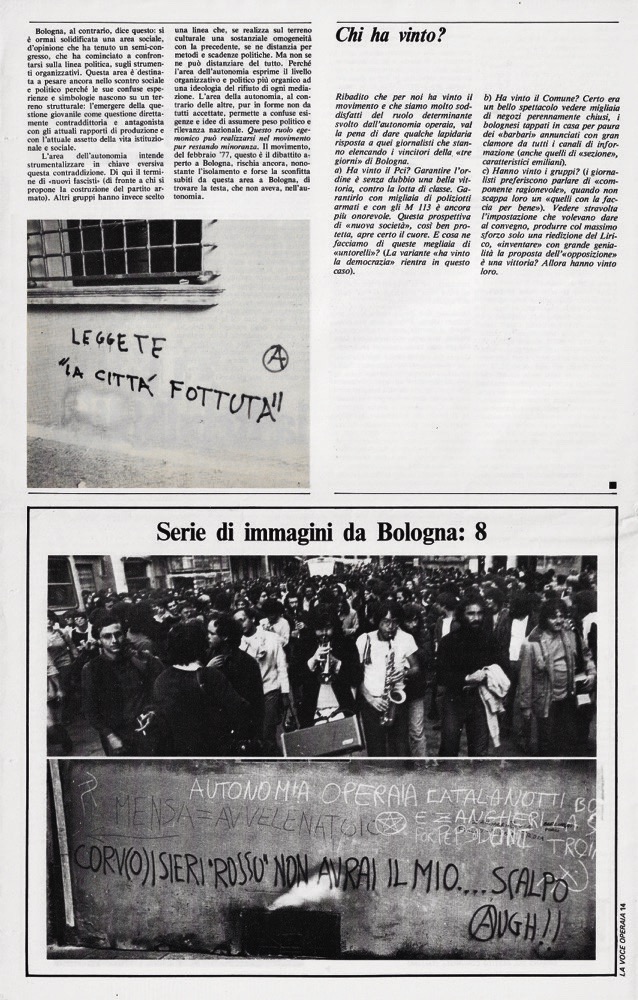 Bologna, al contrario, dice questo: si
è ormai solidificata una area sociale,
d'opinione che ha tenuto un semi-con-
gresso, che ha cominciato a confron-
tarsi sulla linea politica, sugli strumen-
ti organizzativi. Questa area è destina-
ta a pesare ancora nello scontro sociale
e politico perché le sue confuse espe-
rienze e simbologie nascono su un ter-
reno strutturale: l'emergere della que-
stione giovanile come questione diretta-
mente contraddittoria e antagonista
con gli attuali rapporti di produzione e
con l'attuale assetto della vita istituzio-
nale e sociale.
L'area dell'autonomia intende
strumentalizzare in chiave eversiva
questa contraddizione. Di qui il termi-
ne di «nuovi fascisti» (di fronte a chi si
propone la costruzione del partito ar-
mato). Altri gruppi hanno invece scelto
una linea che, se realizza sul terreno
culturale una sostanziale omogeneità
con la precedente, se ne distanzia per
metodi e scadenze politiche. Ma non se
ne può distanziare del tutto. Perché
l'area dell'autonomia esprime il livello
organizzativo e politico più organico ad
una ideologia del rifiuto di ogni media-
zione. L'area della autonomia, al con-
trario delle altre, pur in forme non da
tutti accettate, permette a confuse esi-
genze e idee di assumere peso politico e
rilevanza nazionale. Questo ruolo ege-
monico può realizzarsi nel movimento
pur restando minoranza. Il movimento,
del febbraio '77, questo è il dibattito a-
perto a Bologna, rischia ancora, nono-
stante l'isolamento e forse la sconfitta
subiti da questa area a Bologna, di
trovare la testa, che non aveva, nell'au-
tonomia.
LEGGETE
"LA CITTÀ FOTTUTA"
A
Chi ha vinto?
Ribadito che per noi ha vinto il
movimento e che siamo molto sod-
disfatti del ruolo determinante
svolto dall'autonomia operaia, val
la pena di dare qualche lapidaria
risposta a quei giornalisti che stan-
no elencando i vincitori della «tre
giorni» di Bologna.
a) Ha vinto il Pci? Garantire l'or-
dine è senza dubbio una bella vit-
toria, contro la lotta di classe. Ga-
rantirlo con migliaia di poliziotti
armati e con gli M 113 è ancora
più onorevole. Questa prospettiva
di «nuova società», così ben pro-
tetta, apre certo il cuore. E cosa ne
facciamo di queste megliaia di
«untorelli»? (La variante «ha vinto
la democrazia» rientra in questo
caso).
b) Ha vinto il Comune? Certo era
un bello spettacolo vedere migliaia
di negozi perennamente chiusi, i
bolognesi tappati in casa per paura
dei «barbari» annunciati con gran
clamore da tutti i canali di infor-
mazione (anche quelli di «sezione»,
caratteristici emiliani).
c) Hanno vinto i gruppi? (i giorna-
listi preferiscono parlare di «com-
ponente ragionevole», quando non
scappa loro un «quelli con la fac-
cia per bene»). Vedere stravolta
l'impostazione che volevano dare
al convegno, produrre col massimo
sforzo solo una riedizione del Liri-
co, «inventare» con grande genia-
lità la proposta dell'«opposizione»
è una vittoria? Allora hanno vinto
loro.
Serie di immagini da Bologna: 8
AUTONOMIA OPERAIA CATALANOTTI BO
MENSA = AVVELENATOIO
E ZANGHERI LA S
TROI
CORV(O)I SIERI "ROSSO" NON AVRAI IL MIO.... SCALPO
AUGH!!
LA VOCE OPERAIA 14